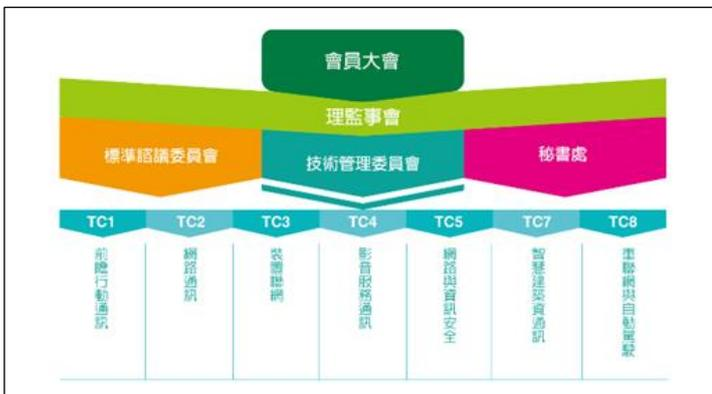 會員大會
理監事會
標準諮議委員會
技術管理委員會
秘書處
TC1
TC2
TC3
TC4
TC5
TC7
TC8
前瞻行動通訊
網路通訊
裝置聯網
影音服務通訊
網路與資訊安全
智慧建築資通訊
車聯網與自動駕駛